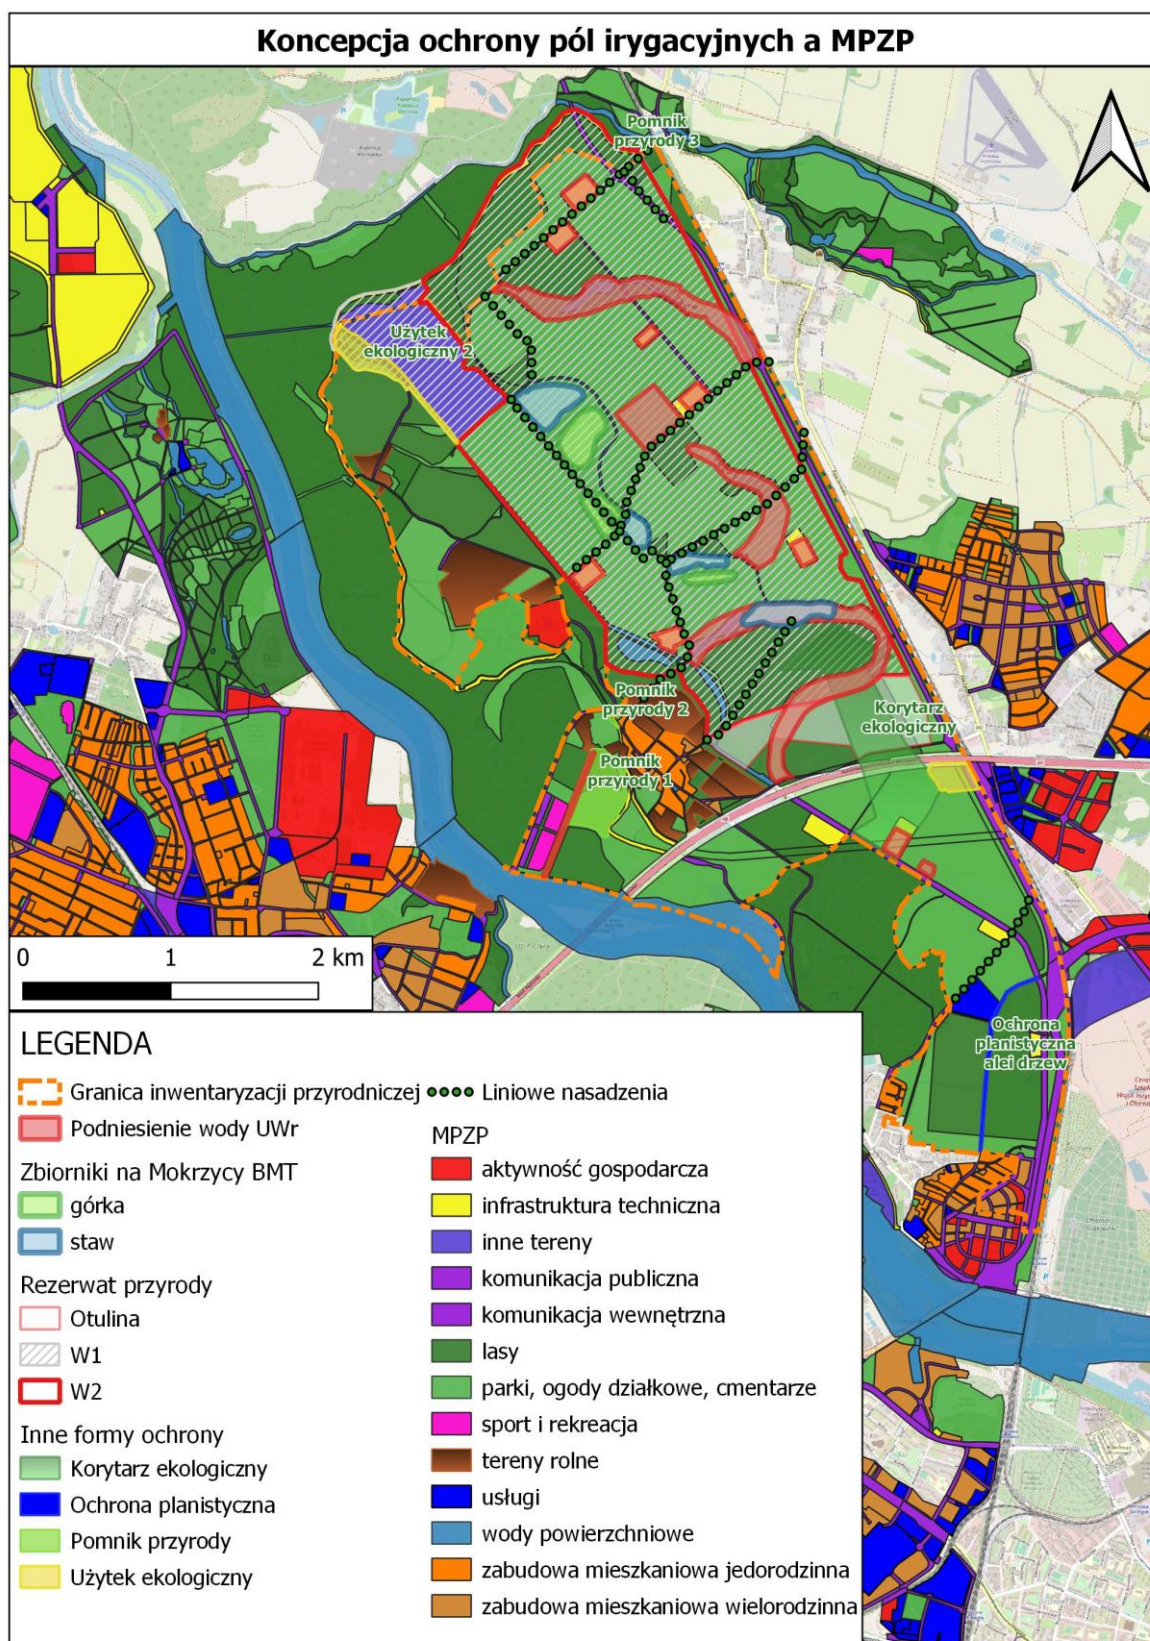 Koncepcja ochrony pól irygacyjnych a MPZP
Pomnik
przyrody 3
Użytek
ekologiczny 2
Pomnik
przyrody 2
Korytarz
ekologiczny
Pomnik
przyrody 1
Ochrona
planistyczna
alei drzew
0 1 2 km
LEGENDA
Granica inwentaryzacji przyrodniczej
Podniesienie wody UWr
Zbiorniki na Mokrzycy BMT
górka
staw
Rezerwat przyrody
Otulina
W1
W2
Inne formy ochrony
Korytarz ekologiczny
Ochrona planistyczna
Pomnik przyrody
Użytek ekologiczny
Liniowe nasadzenia
MPZP
aktywność gospodarcza
infrastruktura techniczna
inne tereny
komunikacja publiczna
komunikacja wewnętrzna
lasy
parki, ogody działkowe, cmentarze
sport i rekreacja
tereny rolne
usługi
wody powierzchniowe
zabudowa mieszkaniowa jedorodzinna
zabudowa mieszkaniowa wielorodzinna